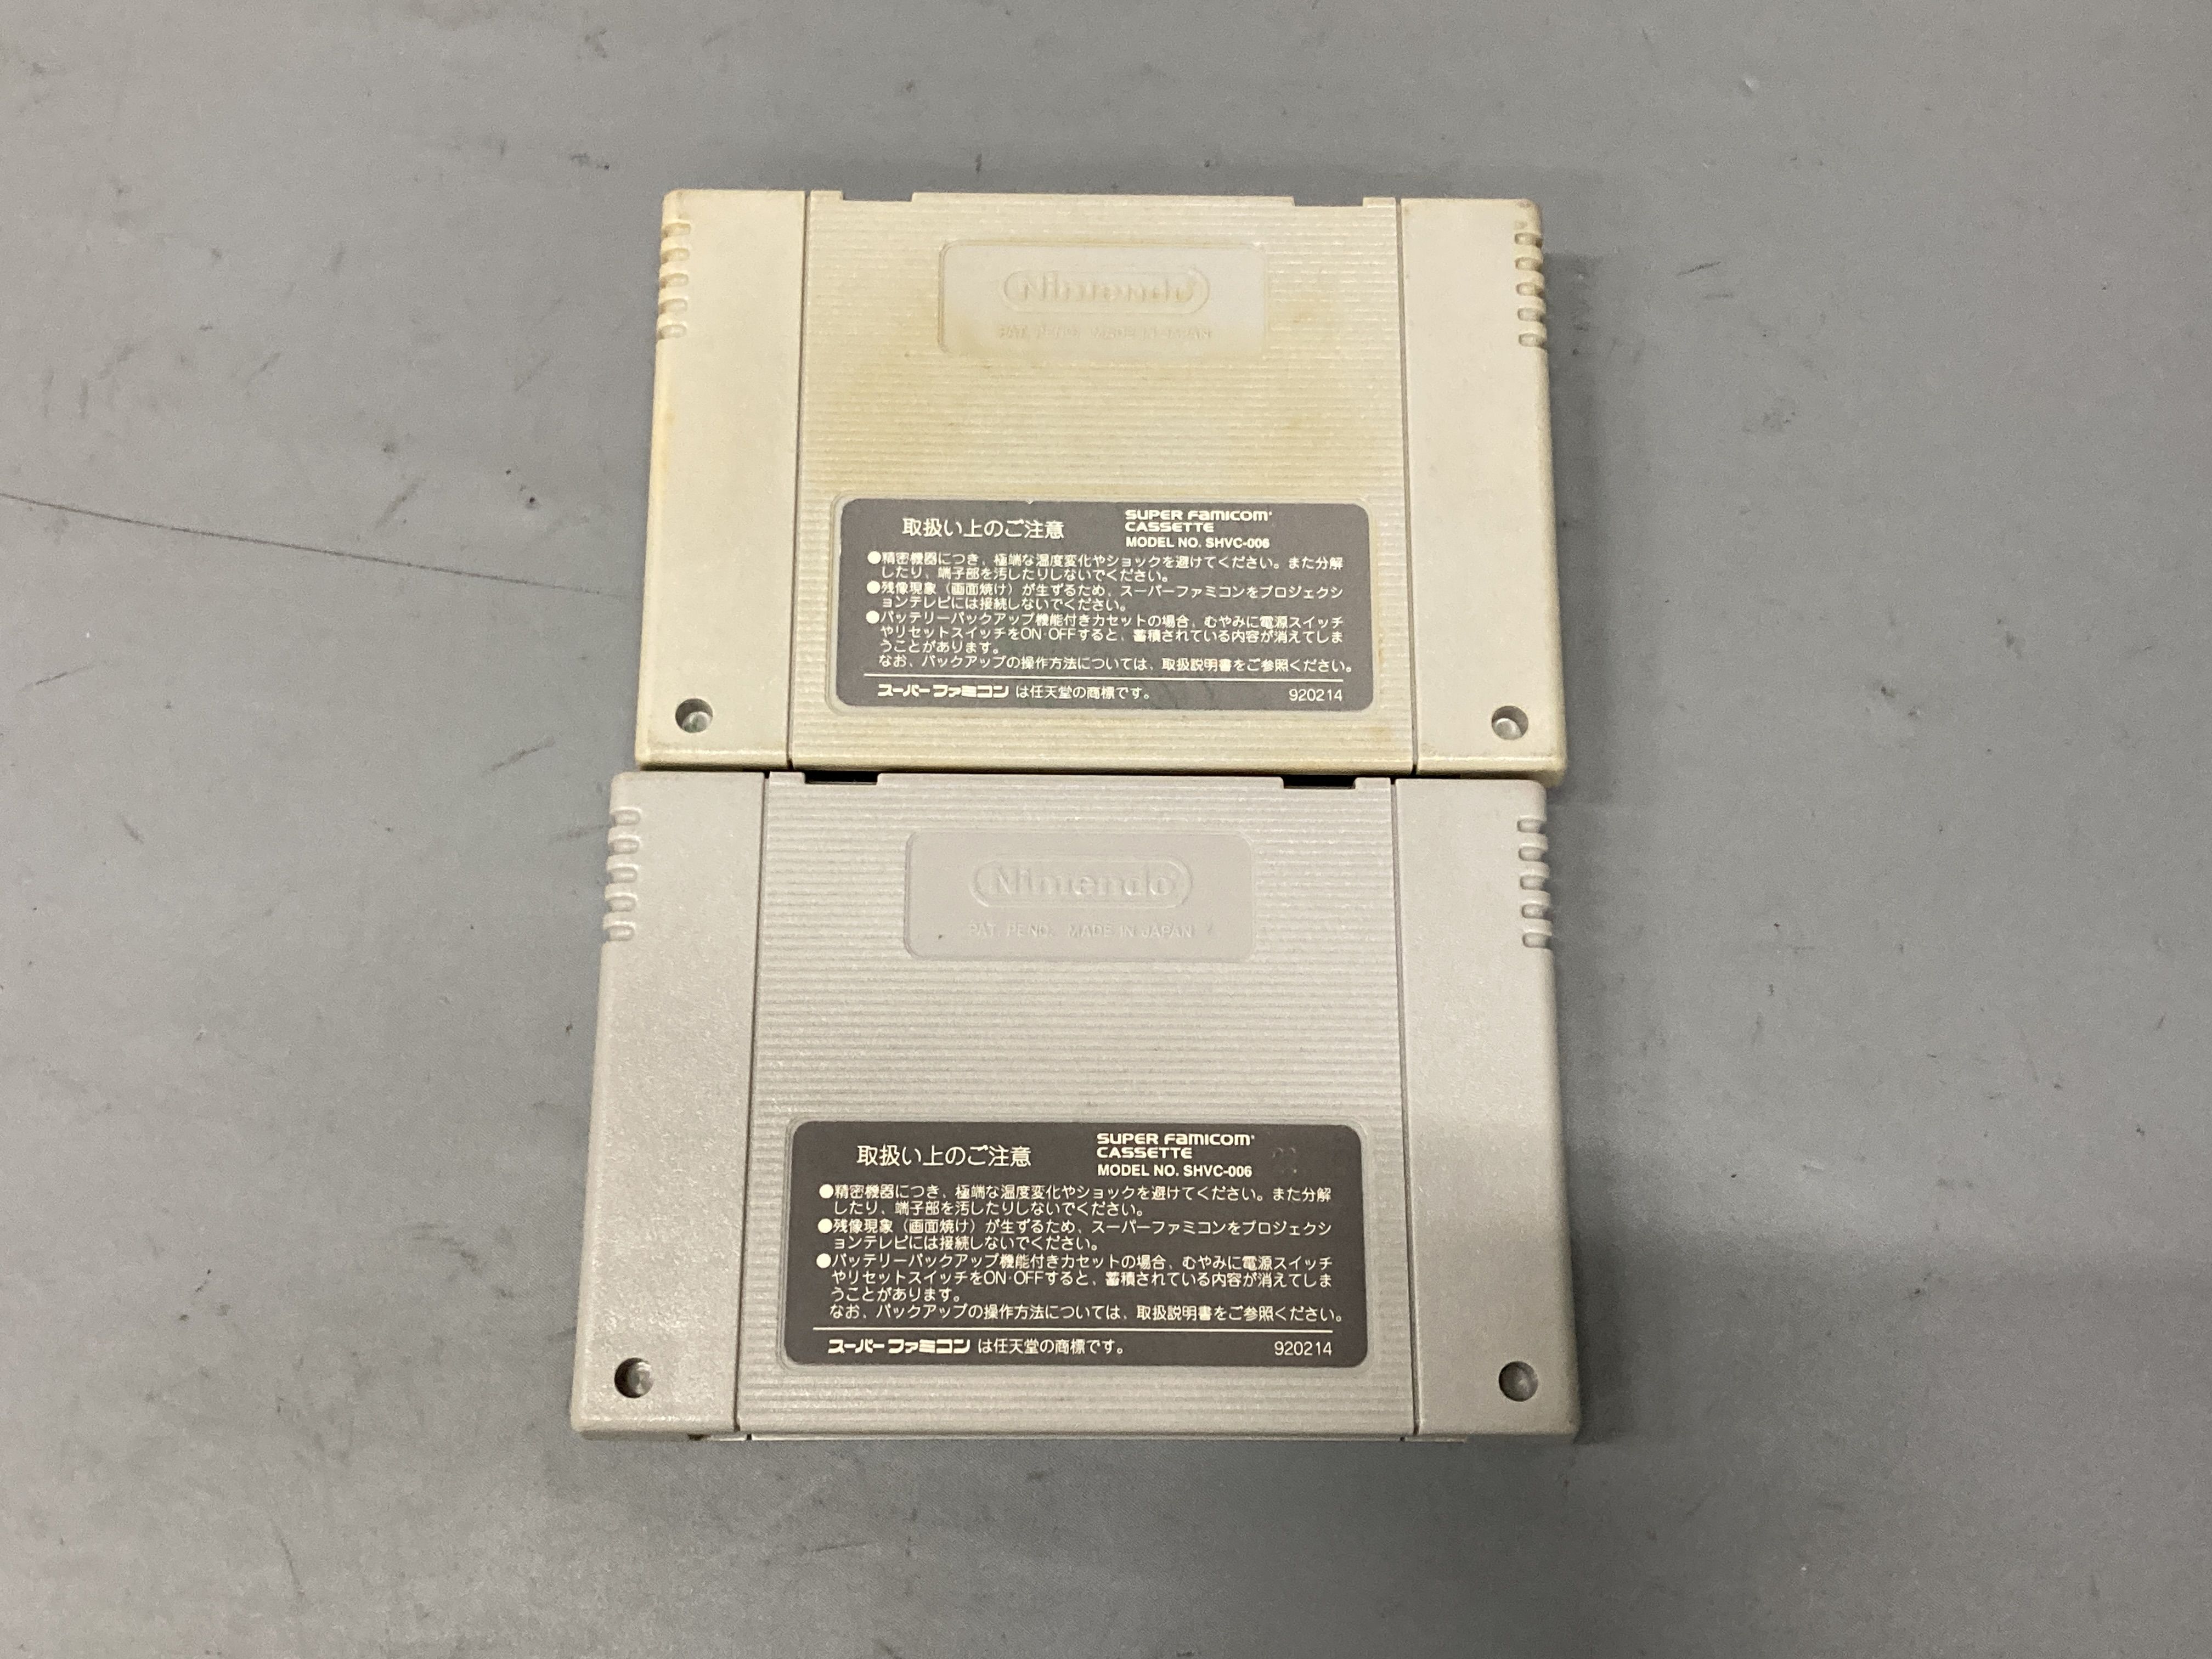 Nintendo
PAT. PEND. MADE IN JAPAN
取扱い上のご注意
SUPER FAMICOM
CASSETTE
MODEL NO. SHVC-006
●精密機器につき、極端な温度変化やショックを避けてください。また分解
したり、端子部を汚したりしないでください。
●残像現象（画面焼け）が生ずるため、スーパーファミコンをプロジェクシ
ョンテレビには接続しないでください。
●バッテリーバックアップ機能付きカセットの場合、むやみに電源スイッチ
やリセットスイッチをON・OFFすると、蓄積されている内容が消えてしま
うことがあります。
なお、バックアップの操作方法については、取扱説明書をご参照ください。
スーパーファミコン は任天堂の商標です。
920214
Nintendo
PAT. PEND. MADE IN JAPAN
取扱い上のご注意
SUPER FAMICOM
CASSETTE
MODEL NO. SHVC-006
●精密機器につき、極端な温度変化やショックを避けてください。また分解
したり、端子部を汚したりしないでください。
●残像現象（画面焼け）が生ずるため、スーパーファミコンをプロジェクシ
ョンテレビには接続しないでください。
●バッテリーバックアップ機能付きカセットの場合、むやみに電源スイッチ
やリセットスイッチをON・OFFすると、蓄積されている内容が消えてしま
うことがあります。
なお、バックアップの操作方法については、取扱説明書をご参照ください。
スーパーファミコン は任天堂の商標です。
920214